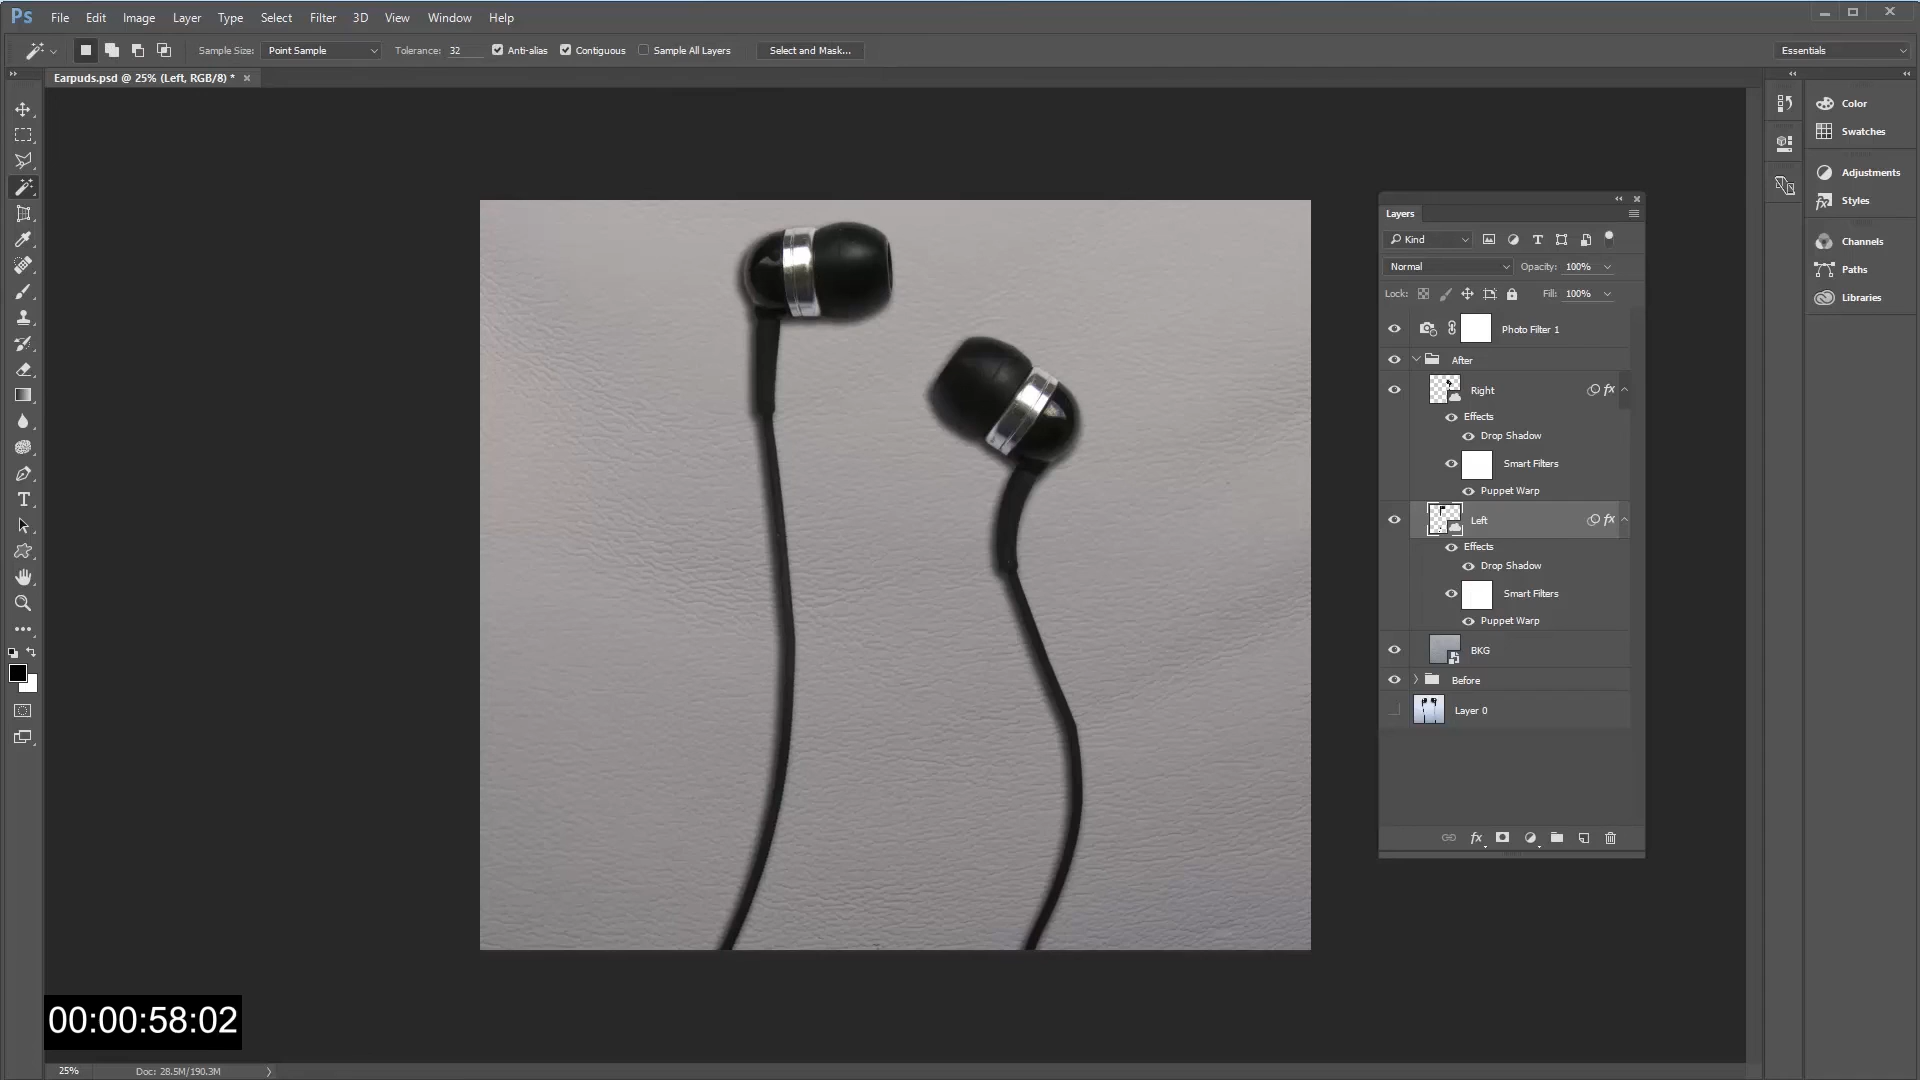 Ps File Edit Image Layer Type Select Filter 3D View Window Help
Sample Size: Point Sample Tolerance: 32 Anti-alias Contiguous Sample All Layers Select and Mask... Essentials
Earpuds.psd @ 25% (Left, RGB/8) *
Color
Swatches
Adjustments
Styles
Channels
Paths
Libraries
Layers
Kind
Normal Opacity: 100%
Lock: Fill: 100%
Photo Filter 1
After
Right fx
Effects
Drop Shadow
Smart Filters
Puppet Warp
Left fx
Effects
Drop Shadow
Smart Filters
Puppet Warp
BKG
Before
Layer 0
fx
00:00:58:02
25% Doc: 28.5M/190.3M